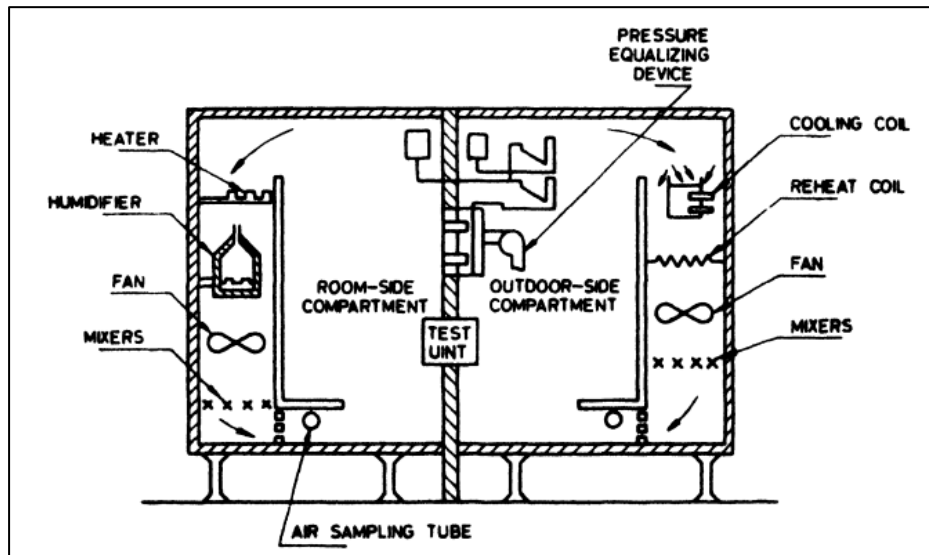 PRESSURE
EQUALIZING
DEVICE
HEATER
HUMIDIFIER
FAN
MIXERS
ROOM-SIDE
COMPARTMENT
OUTDOOR-SIDE
COMPARTMENT
TEST
UINT
COOLING COIL
REHEAT COIL
FAN
MIXERS
AIR SAMPLING TUBE